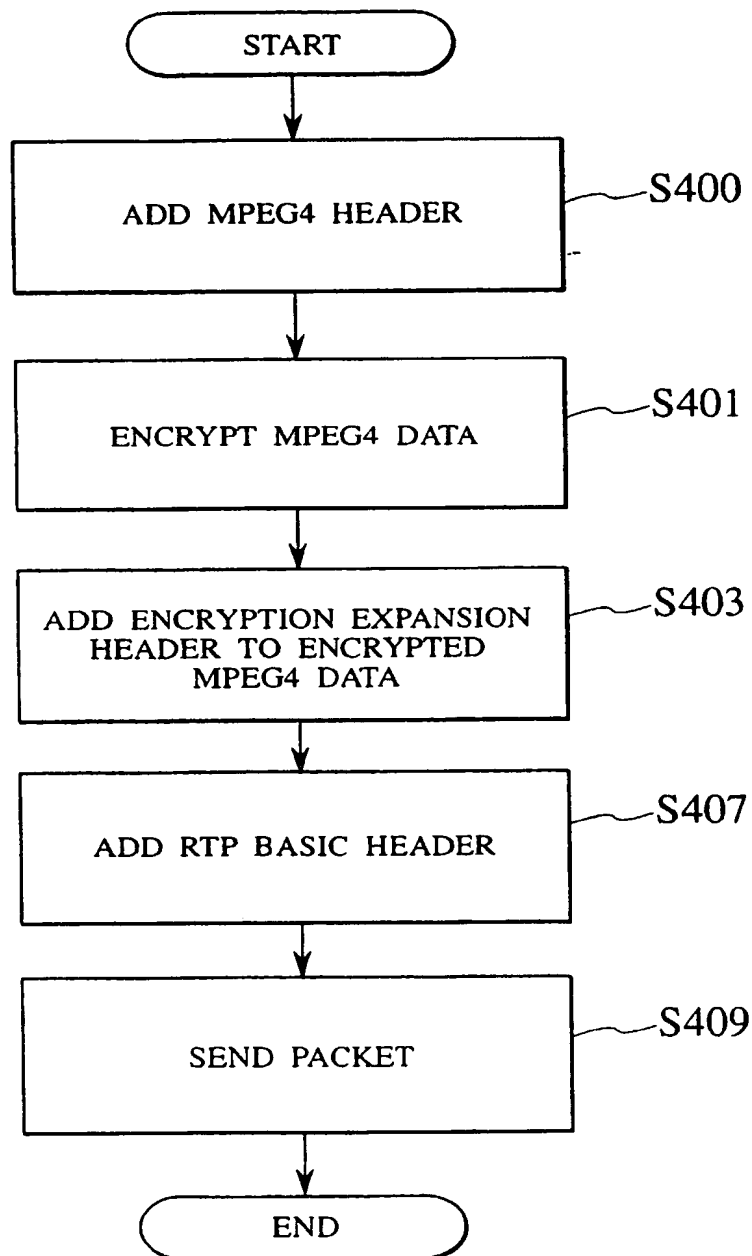 START
ADD MPEG4 HEADER
S400
ENCRYPT MPEG4 DATA
S401
ADD ENCRYPTION EXPANSION
HEADER TO ENCRYPTED
MPEG4 DATA
S403
ADD RTP BASIC HEADER
S407
SEND PACKET
S409
END